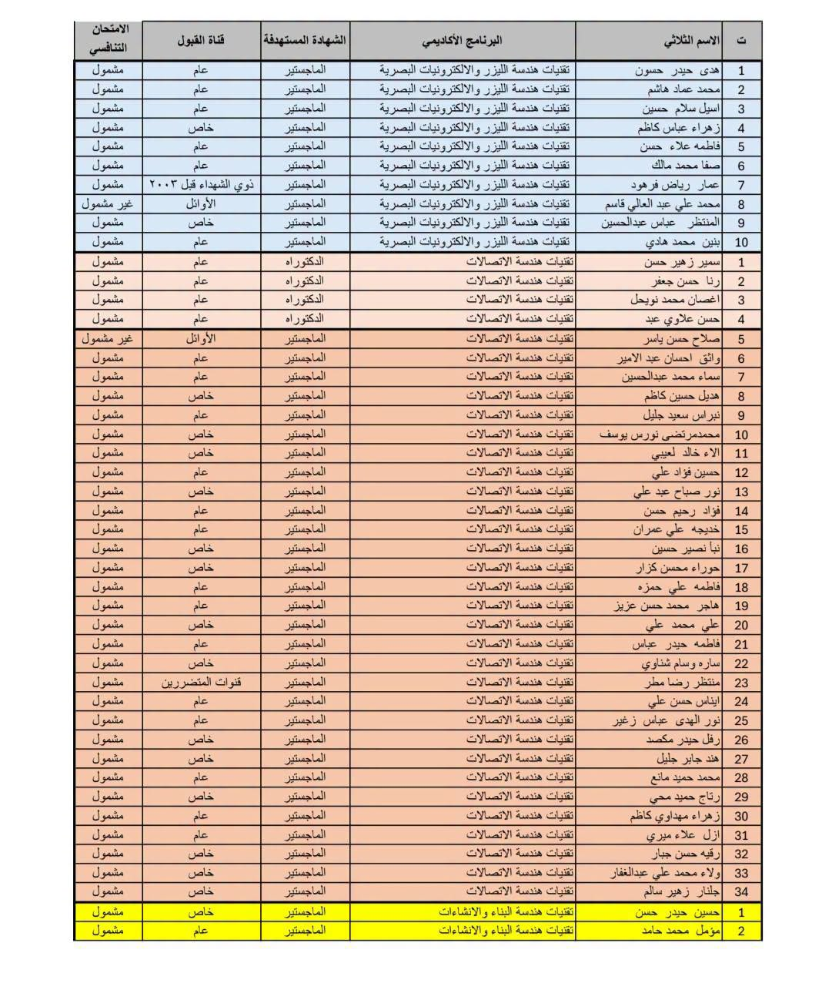 ت الاسم الثلاثي البرنامج الأكاديمي الشهادة المستهدفة قناة القبول الامتحان التنافسي
1 هدى حيدر حسون تقنيات هندسة الليزر والالكترونيات البصرية الماجستير عام مشمول
2 محمد عماد هاشم تقنيات هندسة الليزر والالكترونيات البصرية الماجستير عام مشمول
3 اسيل سلام حسين تقنيات هندسة الليزر والالكترونيات البصرية الماجستير عام مشمول
4 زهراء عباس كاظم تقنيات هندسة الليزر والالكترونيات البصرية الماجستير خاص مشمول
5 فاطمه علاء حسن تقنيات هندسة الليزر والالكترونيات البصرية الماجستير عام مشمول
6 صفا محمد مالك تقنيات هندسة الليزر والالكترونيات البصرية الماجستير عام مشمول
7 عمار رياض فرهود تقنيات هندسة الليزر والالكترونيات البصرية الماجستير ذوي الشهداء قبل ٢٠٠٣ مشمول
8 محمد علي عبد العالي قاسم تقنيات هندسة الليزر والالكترونيات البصرية الماجستير الأوائل غير مشمول
9 المنتظر عباس عبدالحسين تقنيات هندسة الليزر والالكترونيات البصرية الماجستير خاص مشمول
10 بنين محمد هادي تقنيات هندسة الليزر والالكترونيات البصرية الماجستير عام مشمول
1 سمير زهير حسن تقنيات هندسة الاتصالات الدكتوراه عام مشمول
2 رنا حسن جعفر تقنيات هندسة الاتصالات الدكتوراه عام مشمول
3 اغصان محمد نويحل تقنيات هندسة الاتصالات الدكتوراه عام مشمول
4 حسن علاوي عبد تقنيات هندسة الاتصالات الدكتوراه عام مشمول
5 صلاح حسن ياسر تقنيات هندسة الاتصالات الماجستير الأوائل غير مشمول
6 واثق احسان عبد الامير تقنيات هندسة الاتصالات الماجستير عام مشمول
7 سماء محمد عبدالحسين تقنيات هندسة الاتصالات الماجستير عام مشمول
8 هديل حسين كاظم تقنيات هندسة الاتصالات الماجستير خاص مشمول
9 نبراس سعيد جليل تقنيات هندسة الاتصالات الماجستير عام مشمول
10 محمدمرتضى نورس يوسف تقنيات هندسة الاتصالات الماجستير خاص مشمول
11 الاء خالد لعيبي تقنيات هندسة الاتصالات الماجستير خاص مشمول
12 حسين فؤاد علي تقنيات هندسة الاتصالات الماجستير عام مشمول
13 نور صباح عبد علي تقنيات هندسة الاتصالات الماجستير خاص مشمول
14 فؤاد رحيم حسن تقنيات هندسة الاتصالات الماجستير عام مشمول
15 خديجه علي عمران تقنيات هندسة الاتصالات الماجستير عام مشمول
16 نبأ نصير حسين تقنيات هندسة الاتصالات الماجستير خاص مشمول
17 حوراء محسن كزار تقنيات هندسة الاتصالات الماجستير خاص مشمول
18 فاطمه علي حمزه تقنيات هندسة الاتصالات الماجستير عام مشمول
19 هاجر محمد حسن عزيز تقنيات هندسة الاتصالات الماجستير عام مشمول
20 علي محمد علي تقنيات هندسة الاتصالات الماجستير خاص مشمول
21 فاطمه حيدر عباس تقنيات هندسة الاتصالات الماجستير عام مشمول
22 ساره وسام شناوي تقنيات هندسة الاتصالات الماجستير خاص مشمول
23 منتظر رضا مطر تقنيات هندسة الاتصالات الماجستير قنوات المتضررين مشمول
24 ايناس حسن علي تقنيات هندسة الاتصالات الماجستير عام مشمول
25 نور الهدى عباس زغير تقنيات هندسة الاتصالات الماجستير عام مشمول
26 رفل حيدر مكصد تقنيات هندسة الاتصالات الماجستير خاص مشمول
27 هند جابر جليل تقنيات هندسة الاتصالات الماجستير خاص مشمول
28 محمد حميد مانع تقنيات هندسة الاتصالات الماجستير عام مشمول
29 رتاج حميد محي تقنيات هندسة الاتصالات الماجستير خاص مشمول
30 زهراء مهداوي كاظم تقنيات هندسة الاتصالات الماجستير عام مشمول
31 ازل علاء ميري تقنيات هندسة الاتصالات الماجستير عام مشمول
32 رقيه حسن جبار تقنيات هندسة الاتصالات الماجستير خاص مشمول
33 ولاء محمد علي عبدالغفار تقنيات هندسة الاتصالات الماجستير خاص مشمول
34 جلنار زهير سالم تقنيات هندسة الاتصالات الماجستير خاص مشمول
1 حسين حيدر حسن تقنيات هندسة البناء والانشاءات الماجستير خاص مشمول
2 مؤمل محمد حامد تقنيات هندسة البناء والانشاءات الماجستير عام مشمول